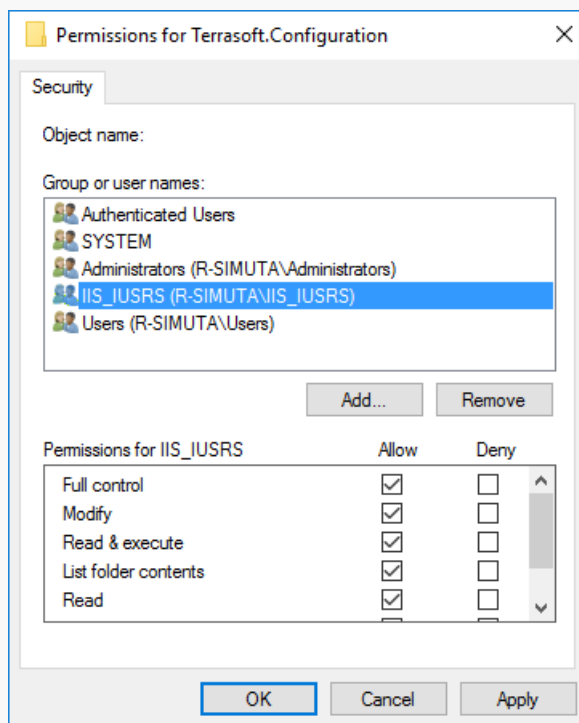 Permissions for Terrasoft.Configuration
Security
Object name:
Group or user names:
Authenticated Users
SYSTEM
Administrators (R-SIMUTA\Administrators)
IIS_IUSRS (R-SIMUTA\IIS_IUSRS)
Users (R-SIMUTA\Users)
Add... Remove
Permissions for IIS_IUSRS Allow Deny
Full control
Modify
Read & execute
List folder contents
Read
OK Cancel Apply